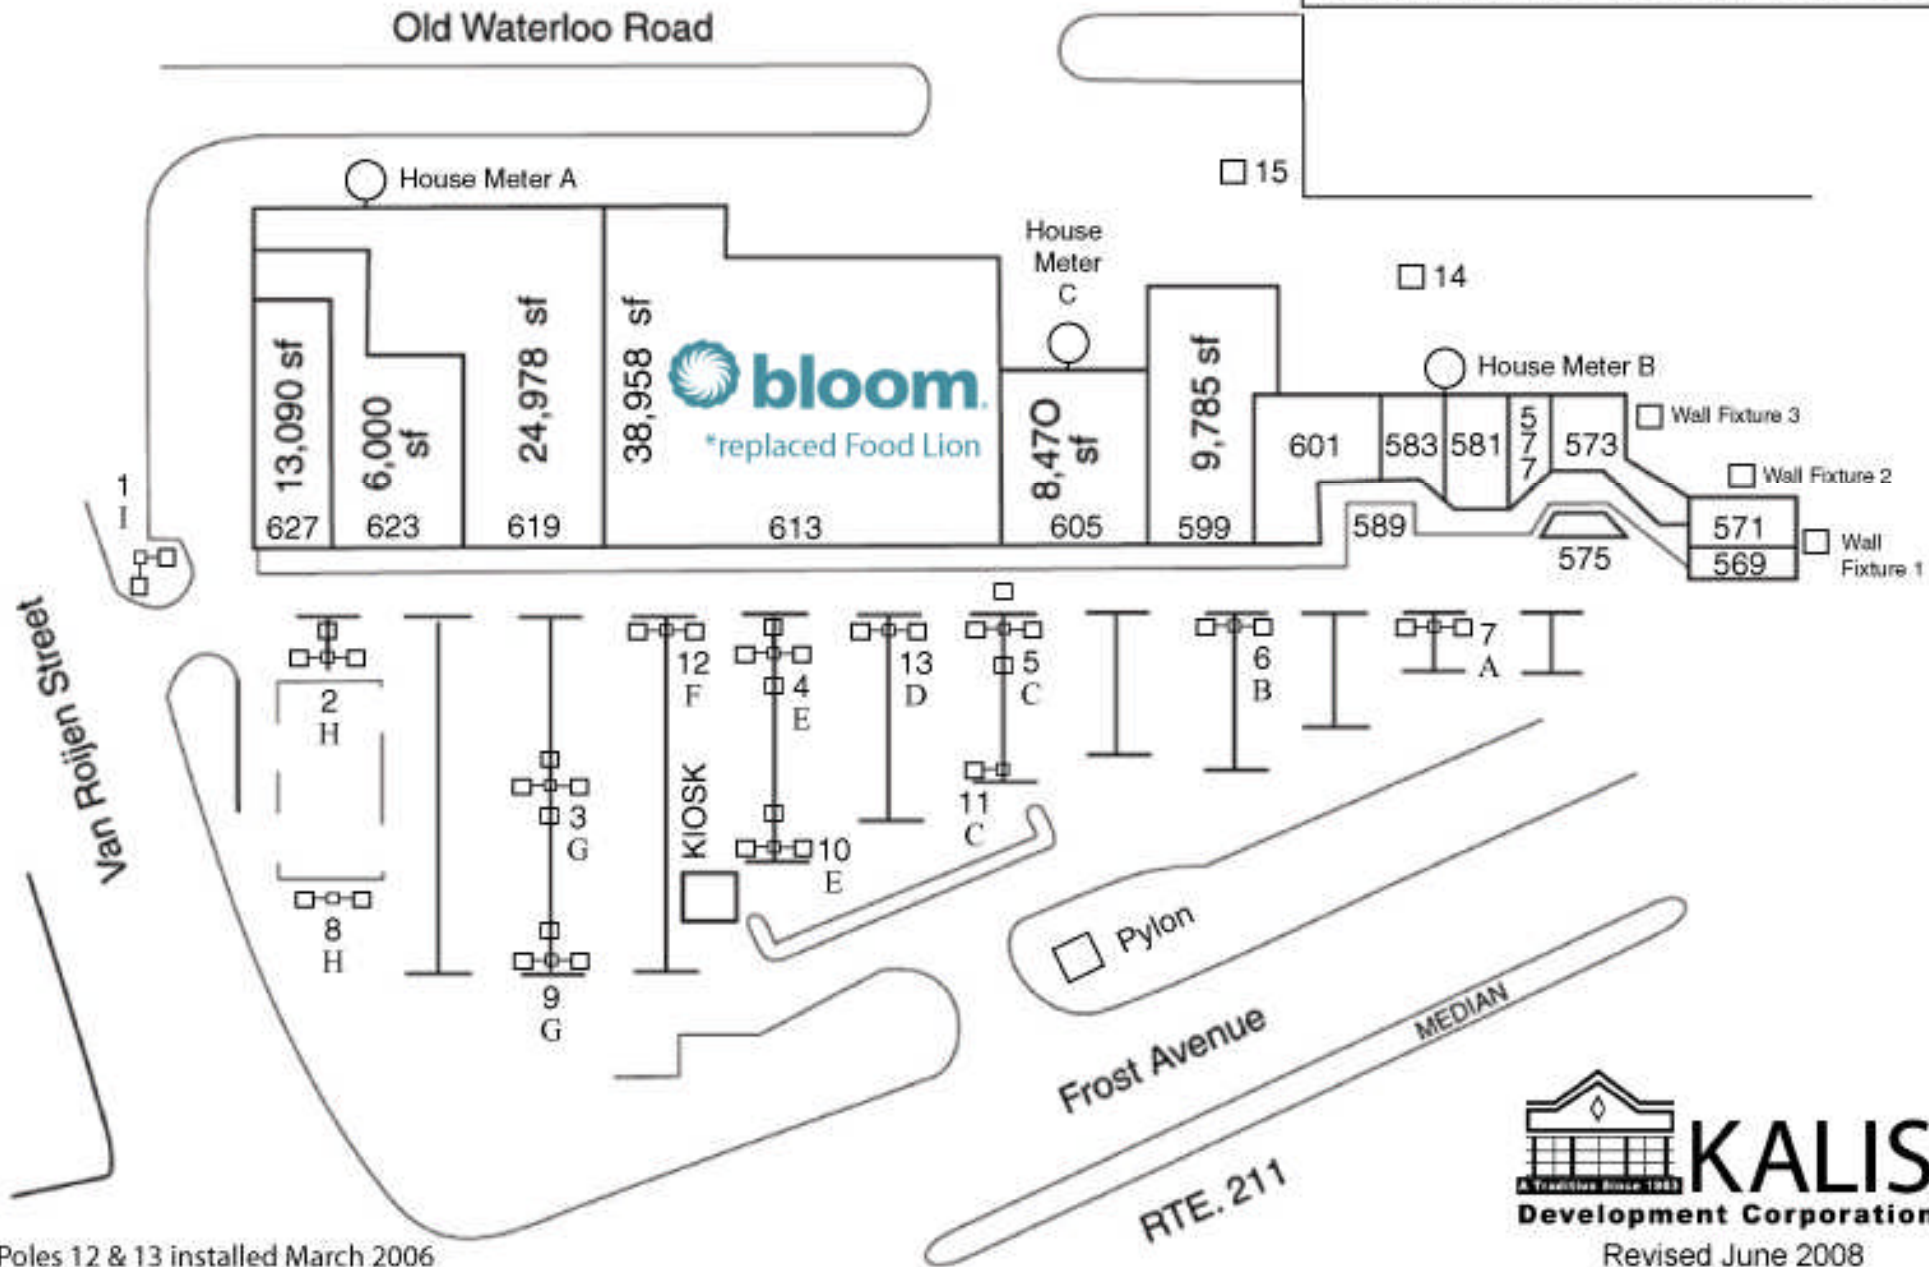 Old Waterloo Road
House Meter A
15
House
Meter
C
14
House Meter B
13,090 sf
6,000
sf
24,978 sf
38,958 sf
bloom.
*replaced Food Lion
8,470
sf
9,785 sf
601
583
581
577
573
Wall Fixture 3
Wall Fixture 2
571
Wall
Fixture 1
569
575
589
627
623
619
613
605
599
1
I
Van Roijen Street
2
H
12
F
4
E
13
D
5
C
6
B
7
A
3
G
KIOSK
10
E
11
C
8
H
9
G
Pylon
Frost Avenue
MEDIAN
RTE. 211
KALIS
Development Corporation
Revised June 2008
Poles 12 & 13 installed March 2006